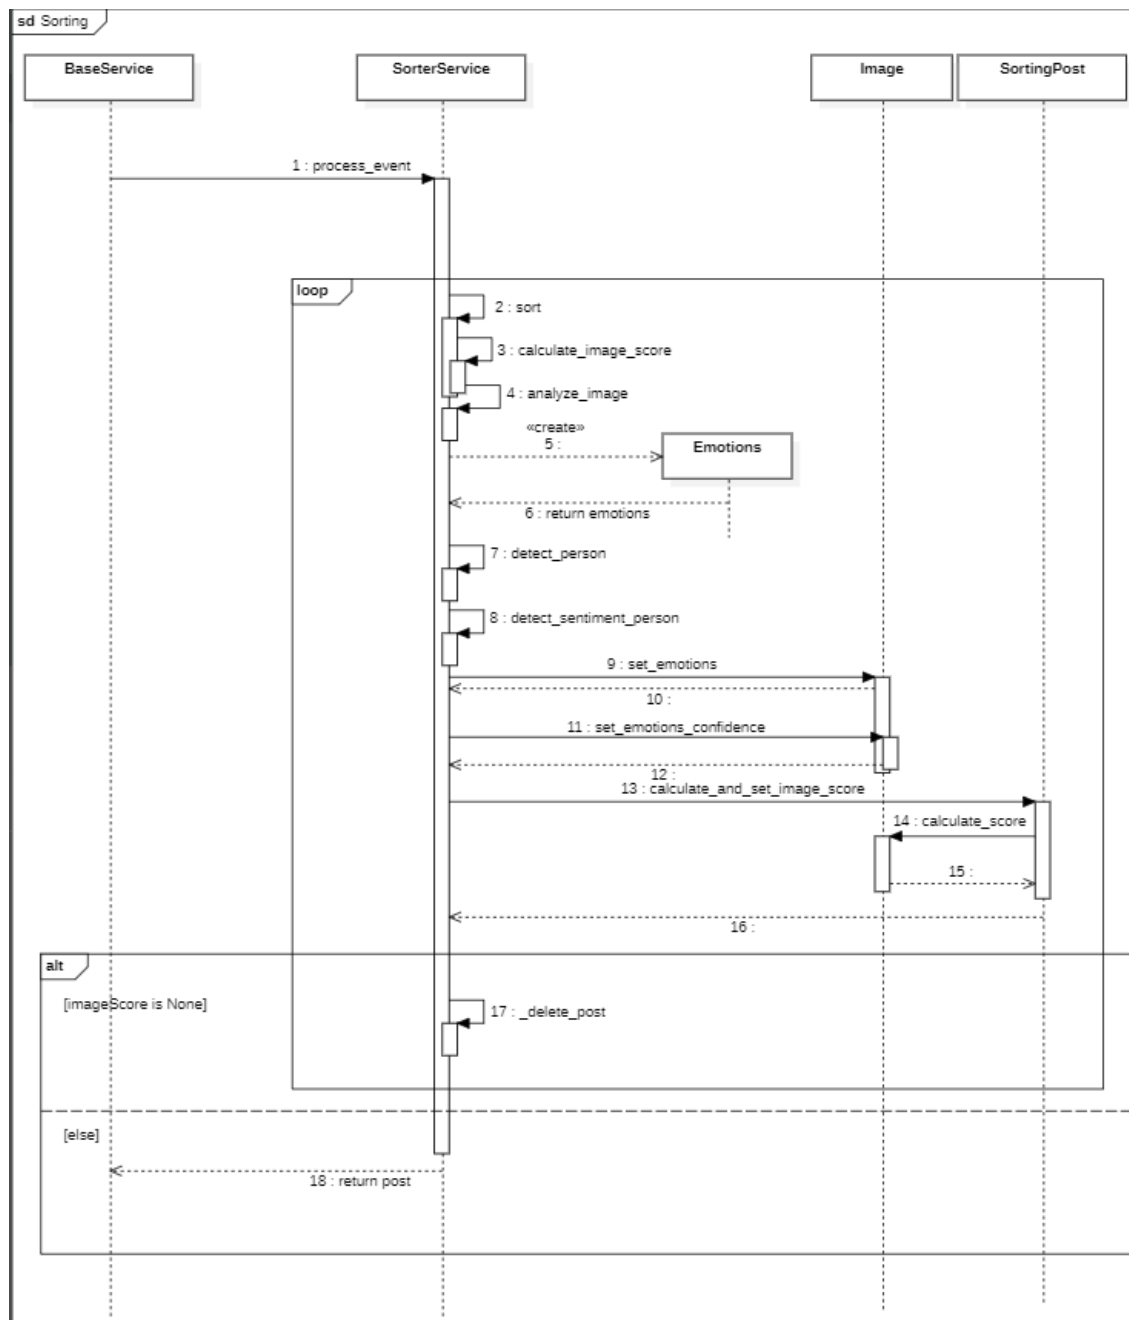 sd Sorting
BaseService
SorterService
Image
SortingPost
1 : process_event
loop
2 : sort
3 : calculate_image_score
4 : analyze_image
«create»
5 :
Emotions
6 : return emotions
7 : detect_person
8 : detect_sentiment_person
9 : set_emotions
10 :
11 : set_emotions_confidence
12 :
13 : calculate_and_set_image_score
14 : calculate_score
15 :
16 :
alt
[imageScore is None]
17 : _delete_post
[else]
18 : return post